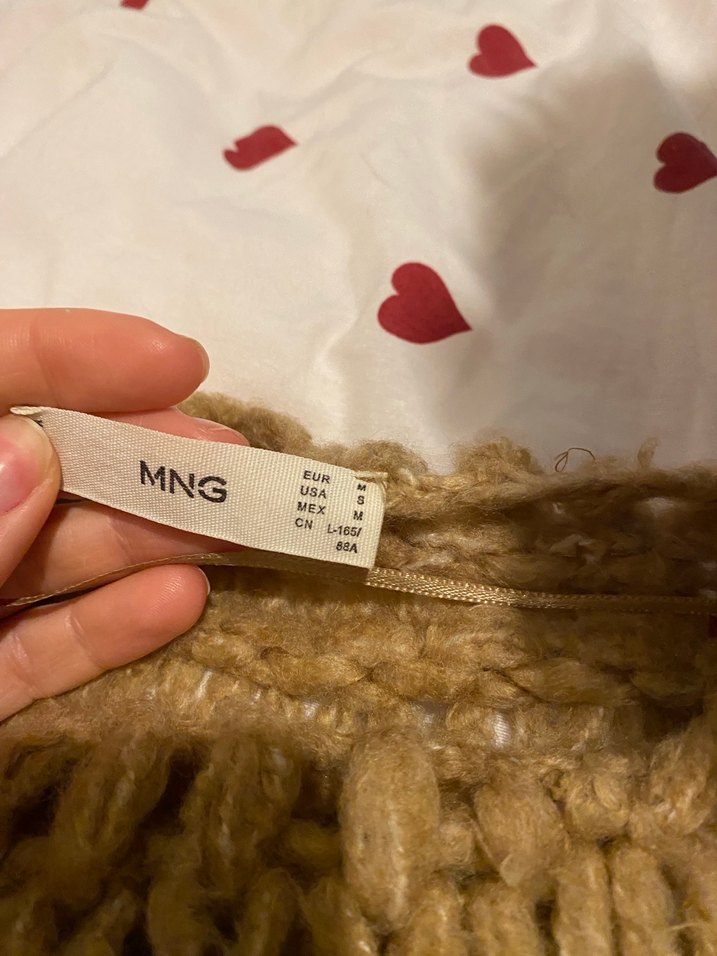 MNG
EUR M
USA S
MEX M
CN L-165/
88A